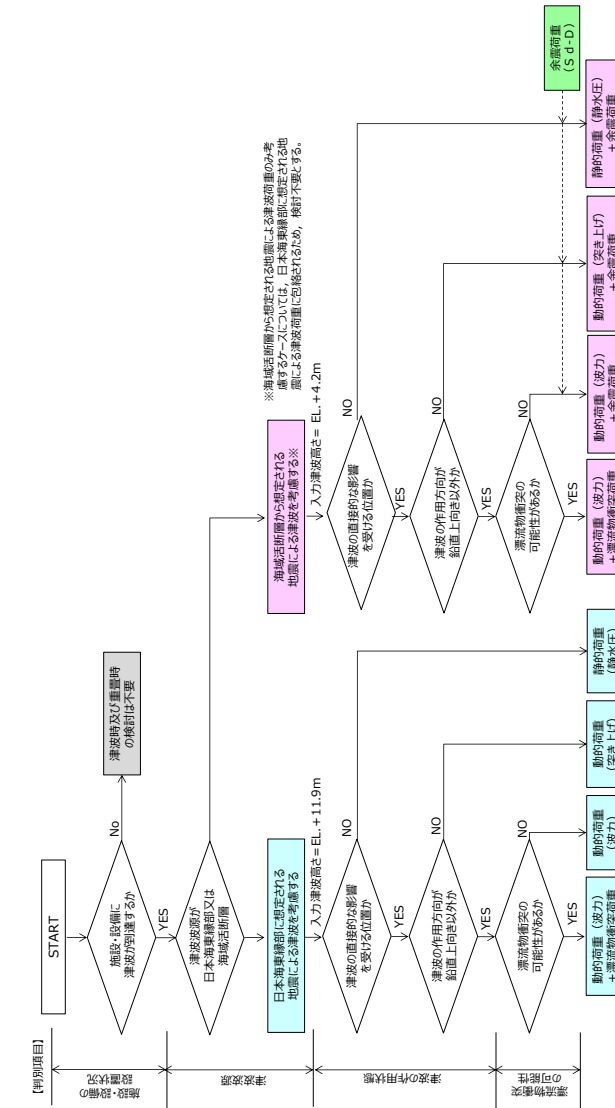 【判別項目】
施設・設備の
設置状況
津波波源
津波の作用状態
漂流物衝突
の可能性
START
施設・設備に
津波が到達するか
No
津波時及び重畳時
の検討は不要
YES
津波波源が
日本海東縁部又は
海域活断層
日本海東縁部に想定される
地震による津波を考慮する
入力津波高さ=EL.+11.9m
津波の直接的な影響
を受ける位置か
NO
YES
津波の作用方向が
鉛直上向き以外か
NO
YES
漂流物衝突の
可能性があるか
NO
YES
動的荷重(波力)
+漂流物衝突荷重
動的荷重
(波力)
動的荷重
(突き上げ)
静的荷重
(静水圧)
※海域活断層から想定される地震による津波荷重のみ考
慮するケースについては,日本海東縁部に想定される地
震による津波荷重に包絡されるため,検討不要とする。
海域活断層から想定される
地震による津波を考慮する※
入力津波高さ= EL.+4.2m
津波の直接的な影響
を受ける位置か
NO
YES
津波の作用方向が
鉛直上向き以外か
NO
YES
漂流物衝突の
可能性があるか
NO
YES
余震荷重
(Sd-D)
動的荷重(波力)
+漂流物衝突荷重
動的荷重(波力)
+余震荷重
動的荷重(突き上げ)
+余震荷重
静的荷重(静水圧)
+余震荷重